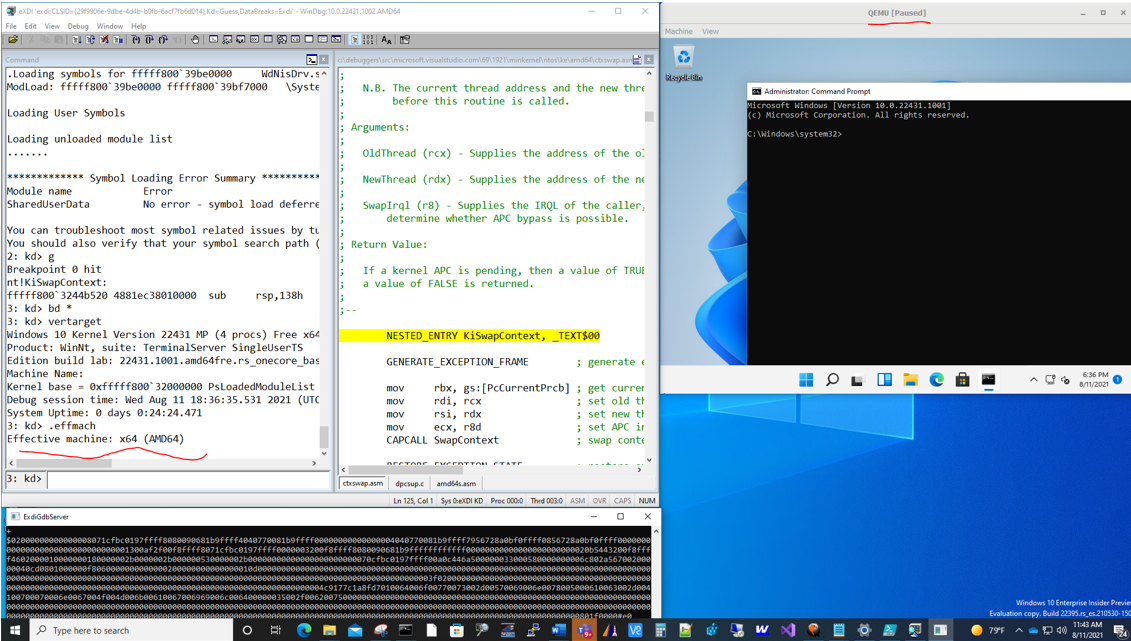 eXDI 'exdi:CLSID={29f9906e-9dbe-4d4b-b0fb-6acf7fb6d014},Kd=Guess,DataBreaks=Exdi' - WinDbg:10.0.22431.1002 AMD64
File Edit View Debug Window Help
Command
.Loading symbols for fffff800`39be0000 WdNisDrv.s
ModLoad: fffff800`39be0000 fffff800`39bf7000 \System
Loading User Symbols
Loading unloaded module list
.......
************* Symbol Loading Error Summary **********
Module name Error
SharedUserData No error - symbol load deferre
You can troubleshoot most symbol related issues by tu
You should also verify that your symbol search path (
2: kd> g
Breakpoint 0 hit
nt!KiSwapContext:
fffff800`3244b520 4881ec38010000 sub rsp,138h
3: kd> bd *
3: kd> vertarget
Windows 10 Kernel Version 22431 MP (4 procs) Free x64
Product: WinNt, suite: TerminalServer SingleUserTS
Edition build lab: 22431.1001.amd64fre.rs_onecore_bas
Machine Name:
Kernel base = 0xfffff800`32000000 PsLoadedModuleList
Debug session time: Wed Aug 11 18:36:35.531 2021 (UTC
System Uptime: 0 days 0:24:24.471
3: kd> .effmach
Effective machine: x64 (AMD64)
3: kd>
c:\debuggers\src\microsoft.visualstudio.com\69\1921\minkernel\ntos\ke\amd64\ctxswap.asm
;
; N.B. The current thread address and the new thre
; before this routine is called.
;
; Arguments:
;
; OldThread (rcx) - Supplies the address of the ol
;
; NewThread (rdx) - Supplies the address of the ne
;
; SwapIrql (r8) - Supplies the IRQL of the caller,
; determine whether APC bypass is possible.
;
; Return Value:
;
; If a kernel APC is pending, then a value of TRUE
; a value of FALSE is returned.
;
;--
NESTED_ENTRY KiSwapContext, _TEXT$00
GENERATE_EXCEPTION_FRAME ; generate e
mov rbx, gs:[PcCurrentPrcb] ; get curren
mov rdi, rcx ; set old th
mov rsi, rdx ; set new th
mov ecx, r8d ; set APC in
CAPCALL SwapContext ; swap conte
RESTORE_EXCEPTION_STATE
ctxswap.asm dpcsup.c amd64s.asm
Ln 125, Col 1 Sys 0:eXDI KD Proc 000:0 Thrd 003:0 ASM OVR CAPS NUM
ExdiGdbServer
QEMU [Paused]
Machine View
Recycle Bin
Administrator: Command Prompt
Microsoft Windows [Version 10.0.22431.1001]
(c) Microsoft Corporation. All rights reserved.
C:\Windows\system32>
6:36 PM
8/11/2021
1
Windows 10 Enterprise Insider Preview
Evaluation copy. Build 22395.rs_es.210530-150
Type here to search
71°F
11:43 AM
8/11/2021